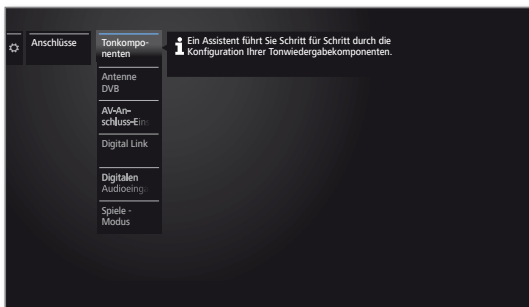 Anschlüsse
Tonkompo-
nenten
Ein Assistent führt Sie Schritt für Schritt durch die
Konfiguration Ihrer Tonwiedergabekomponenten.
Antenne
DVB
AV-An-
schluss-Eins
Digital Link
Digitalen
Audioeinga
Spiele -
Modus